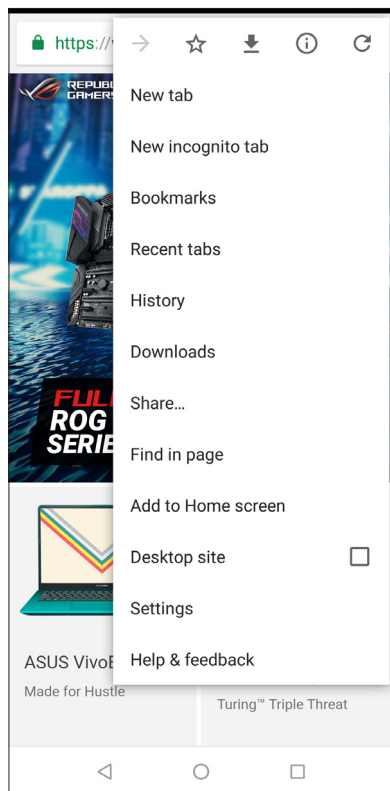 https://
REPUBL
GAMERS
New tab
New incognito tab
Bookmarks
Recent tabs
History
Downloads
Share...
Find in page
Add to Home screen
Desktop site
Settings
Help & feedback
FULL
ROG
SERIE
ASUS VivoB
Made for Hustle
Turing™ Triple Threat